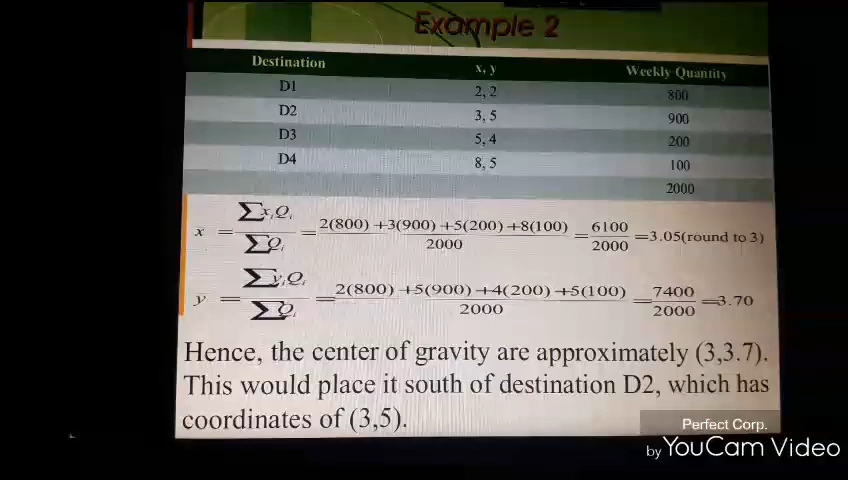 Example 2
Destination x, y Weekly Quantity
D1 2, 2 800
D2 3, 5 900
D3 5, 4 200
D4 8, 5 100
2000
x = ∑xᵢQᵢ / ∑Qᵢ = 2(800) +3(900) +5(200) +8(100) / 2000 = 6100 / 2000 =3.05(round to 3)
y = ∑yᵢQᵢ / ∑Qᵢ = 2(800) +5(900) +4(200) +5(100) / 2000 = 7400 / 2000 =3.70
Hence, the center of gravity are approximately (3,3.7).
This would place it south of destination D2, which has
coordinates of (3,5).
Perfect Corp.
by YouCam Video